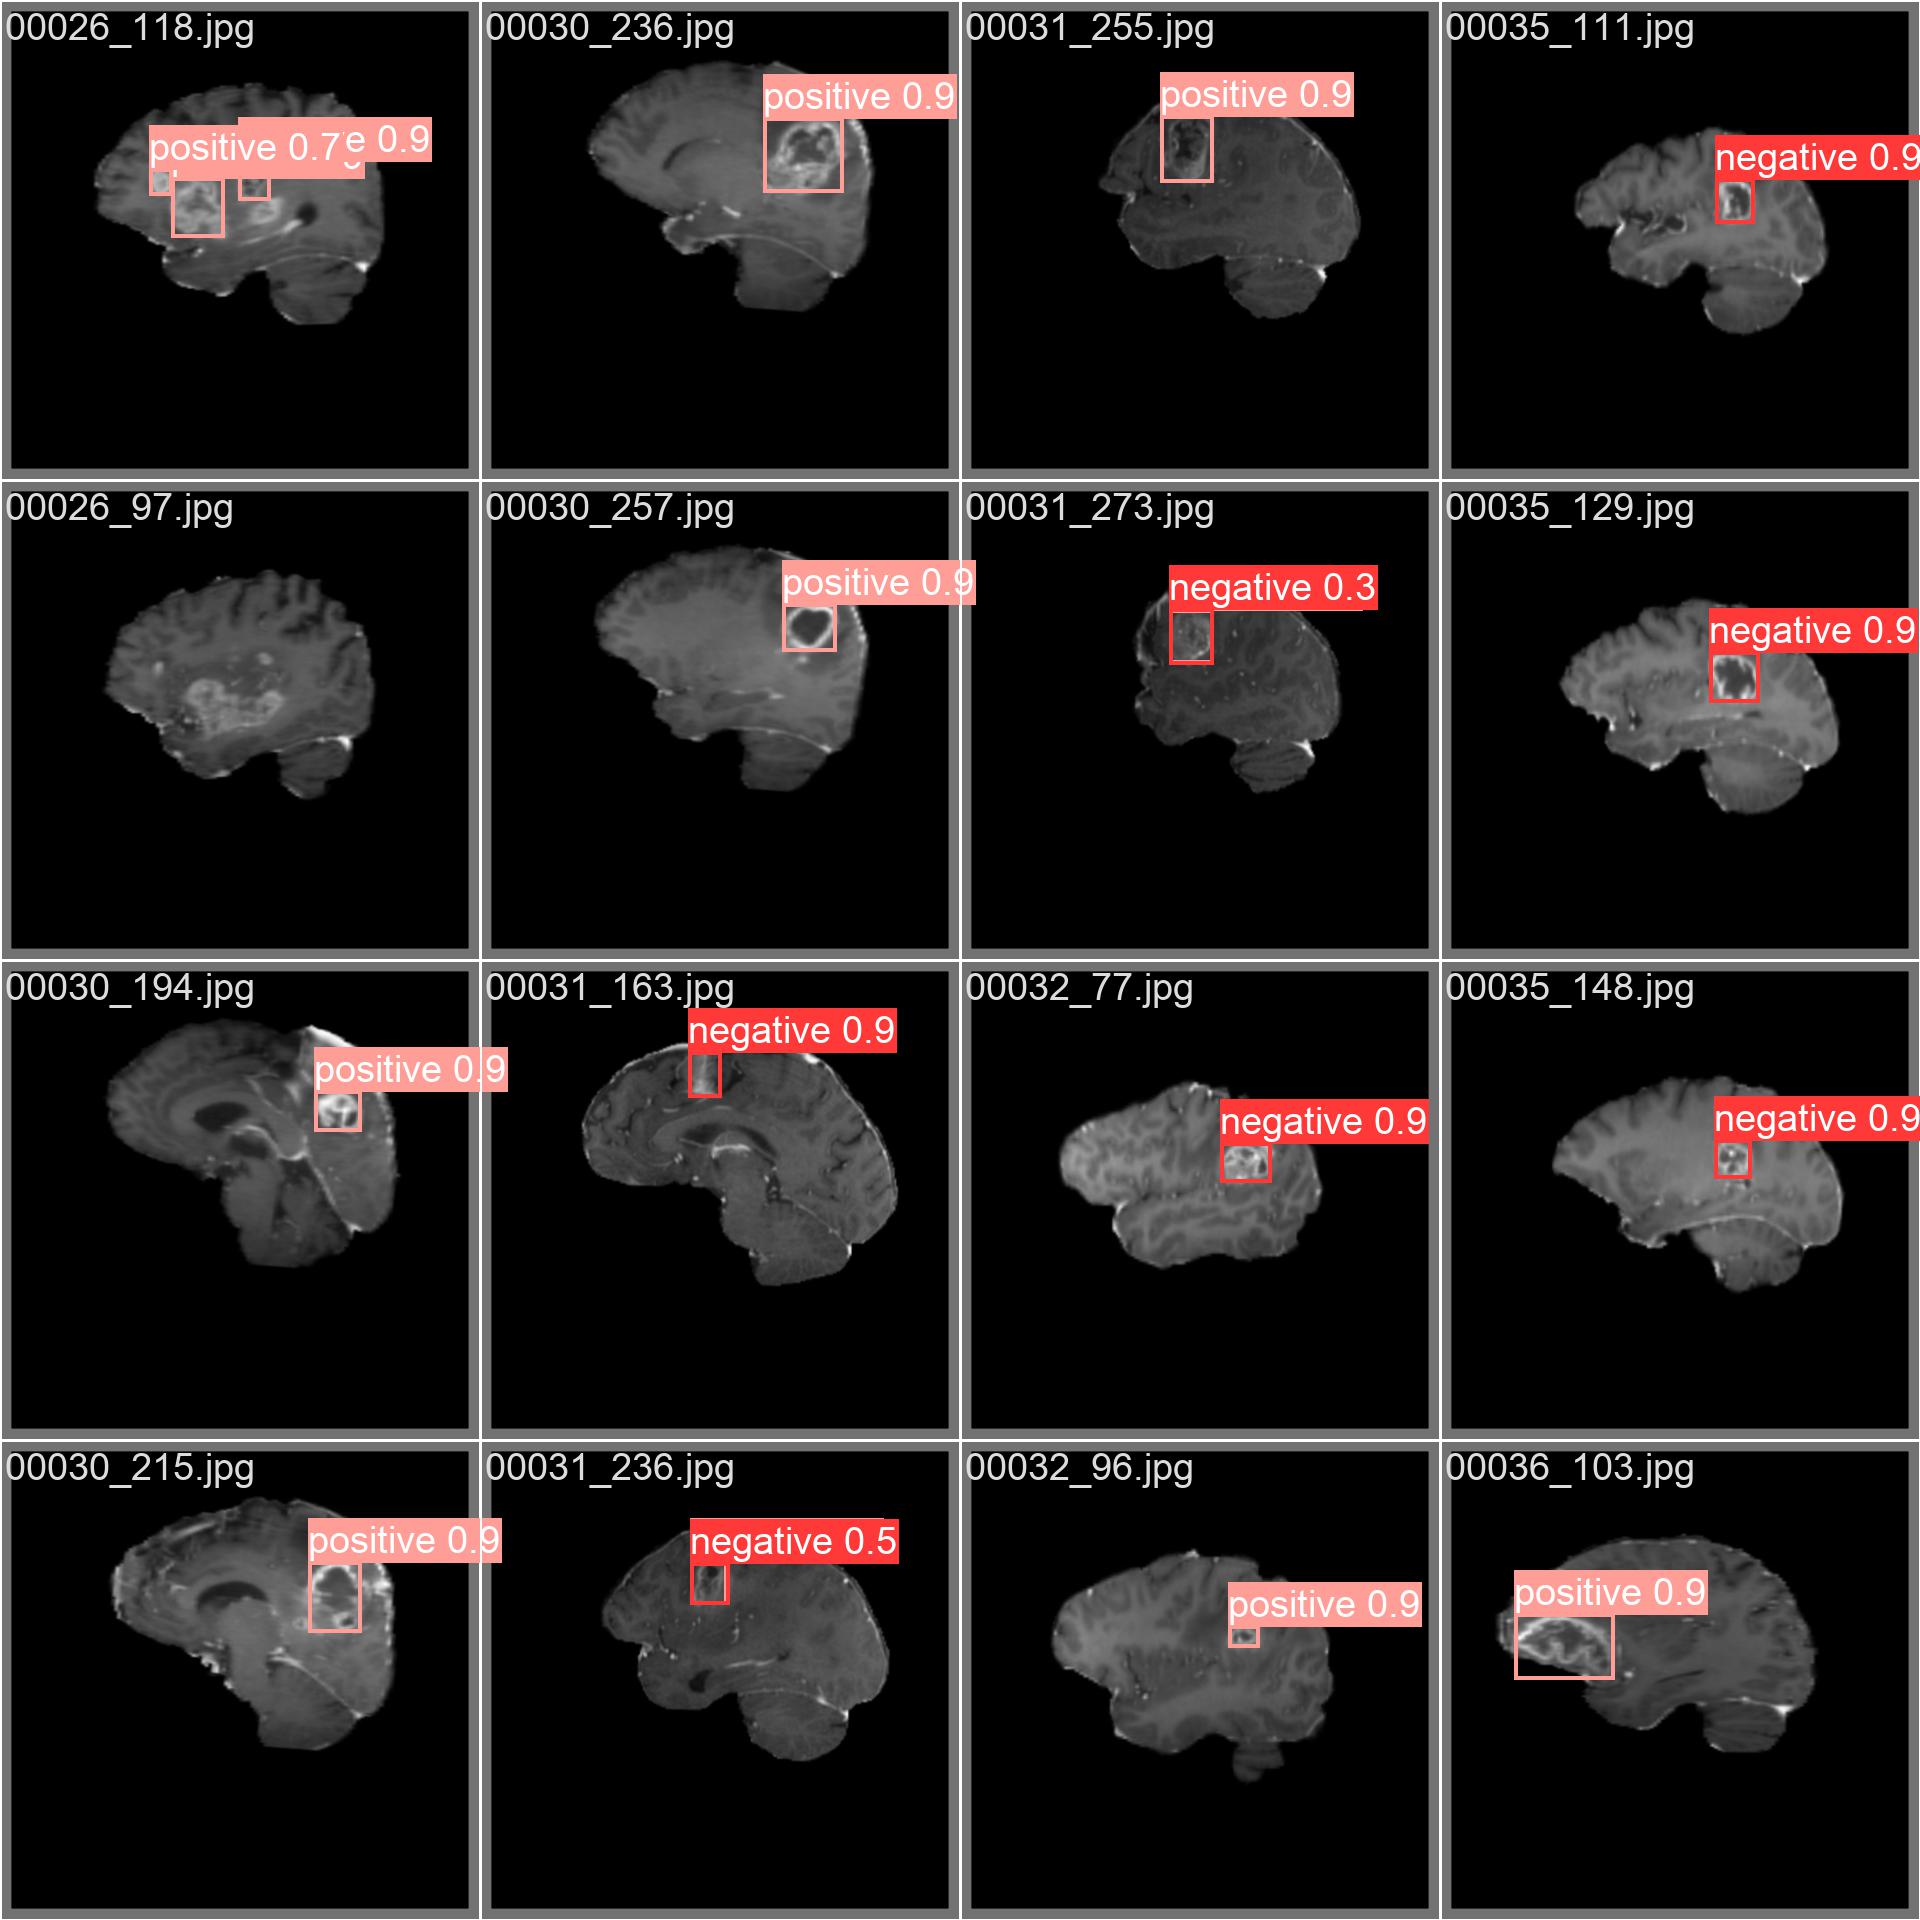 00026_118.jpg
positive 0.7
e 0.9
00030_236.jpg
positive 0.9
00031_255.jpg
positive 0.9
00035_111.jpg
negative 0.9
00026_97.jpg
00030_257.jpg
positive 0.9
00031_273.jpg
negative 0.3
00035_129.jpg
negative 0.9
00030_194.jpg
positive 0.9
00031_163.jpg
negative 0.9
00032_77.jpg
negative 0.9
00035_148.jpg
negative 0.9
00030_215.jpg
positive 0.9
00031_236.jpg
negative 0.5
00032_96.jpg
positive 0.9
00036_103.jpg
positive 0.9